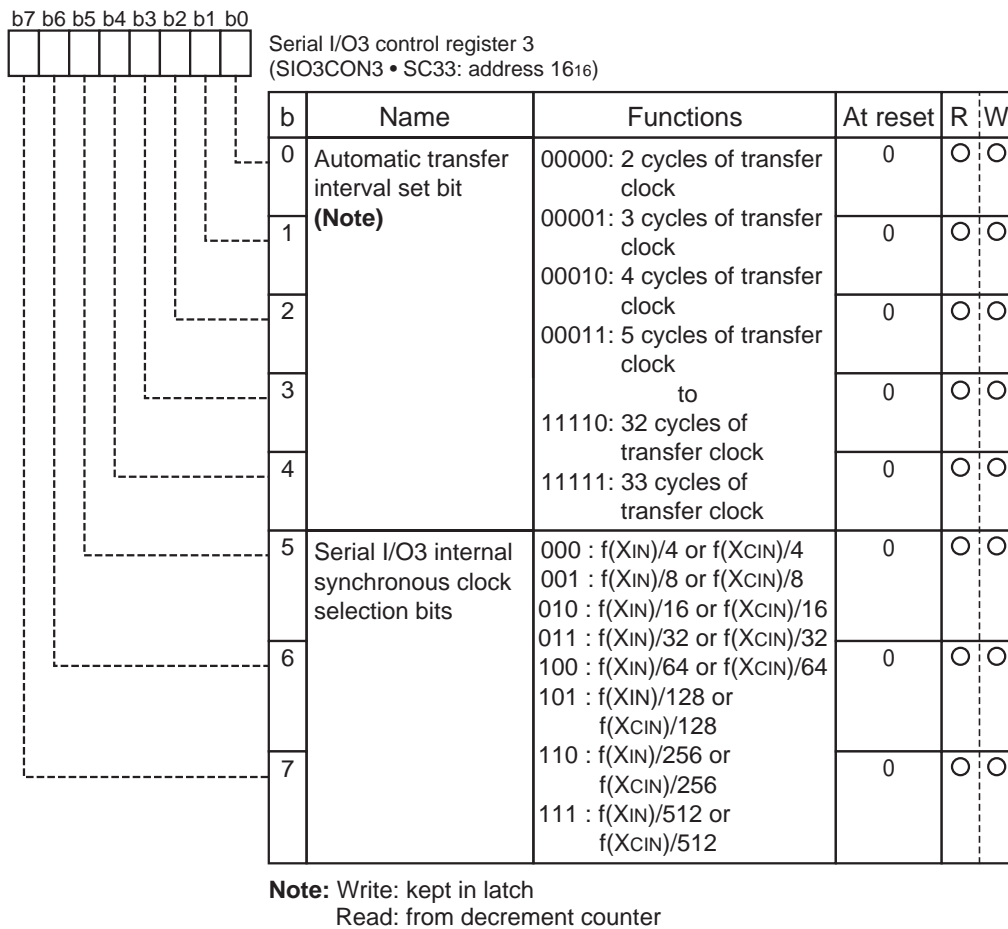 b7 b6 b5 b4 b3 b2 b1 b0
Serial I/O3 control register 3
(SIO3CON3 • SC33: address 1616)
b Name Functions At reset R W
0 Automatic transfer interval set bit (Note)
00000: 2 cycles of transfer
clock
00001: 3 cycles of transfer
clock
00010: 4 cycles of transfer
clock
00011: 5 cycles of transfer
clock
to
11110: 32 cycles of
transfer clock
11111: 33 cycles of
transfer clock
0 O O
1 0 O O
2 0 O O
3 0 O O
4 0 O O
5 Serial I/O3 internal
synchronous clock
selection bits
000 : f(XIN)/4 or f(XCIN)/4
001 : f(XIN)/8 or f(XCIN)/8
010 : f(XIN)/16 or f(XCIN)/16
011 : f(XIN)/32 or f(XCIN)/32
100 : f(XIN)/64 or f(XCIN)/64
101 : f(XIN)/128 or
f(XCIN)/128
110 : f(XIN)/256 or
f(XCIN)/256
111 : f(XIN)/512 or
f(XCIN)/512
0 O O
6 0 O O
7 0 O O
Note: Write: kept in latch
Read: from decrement counter